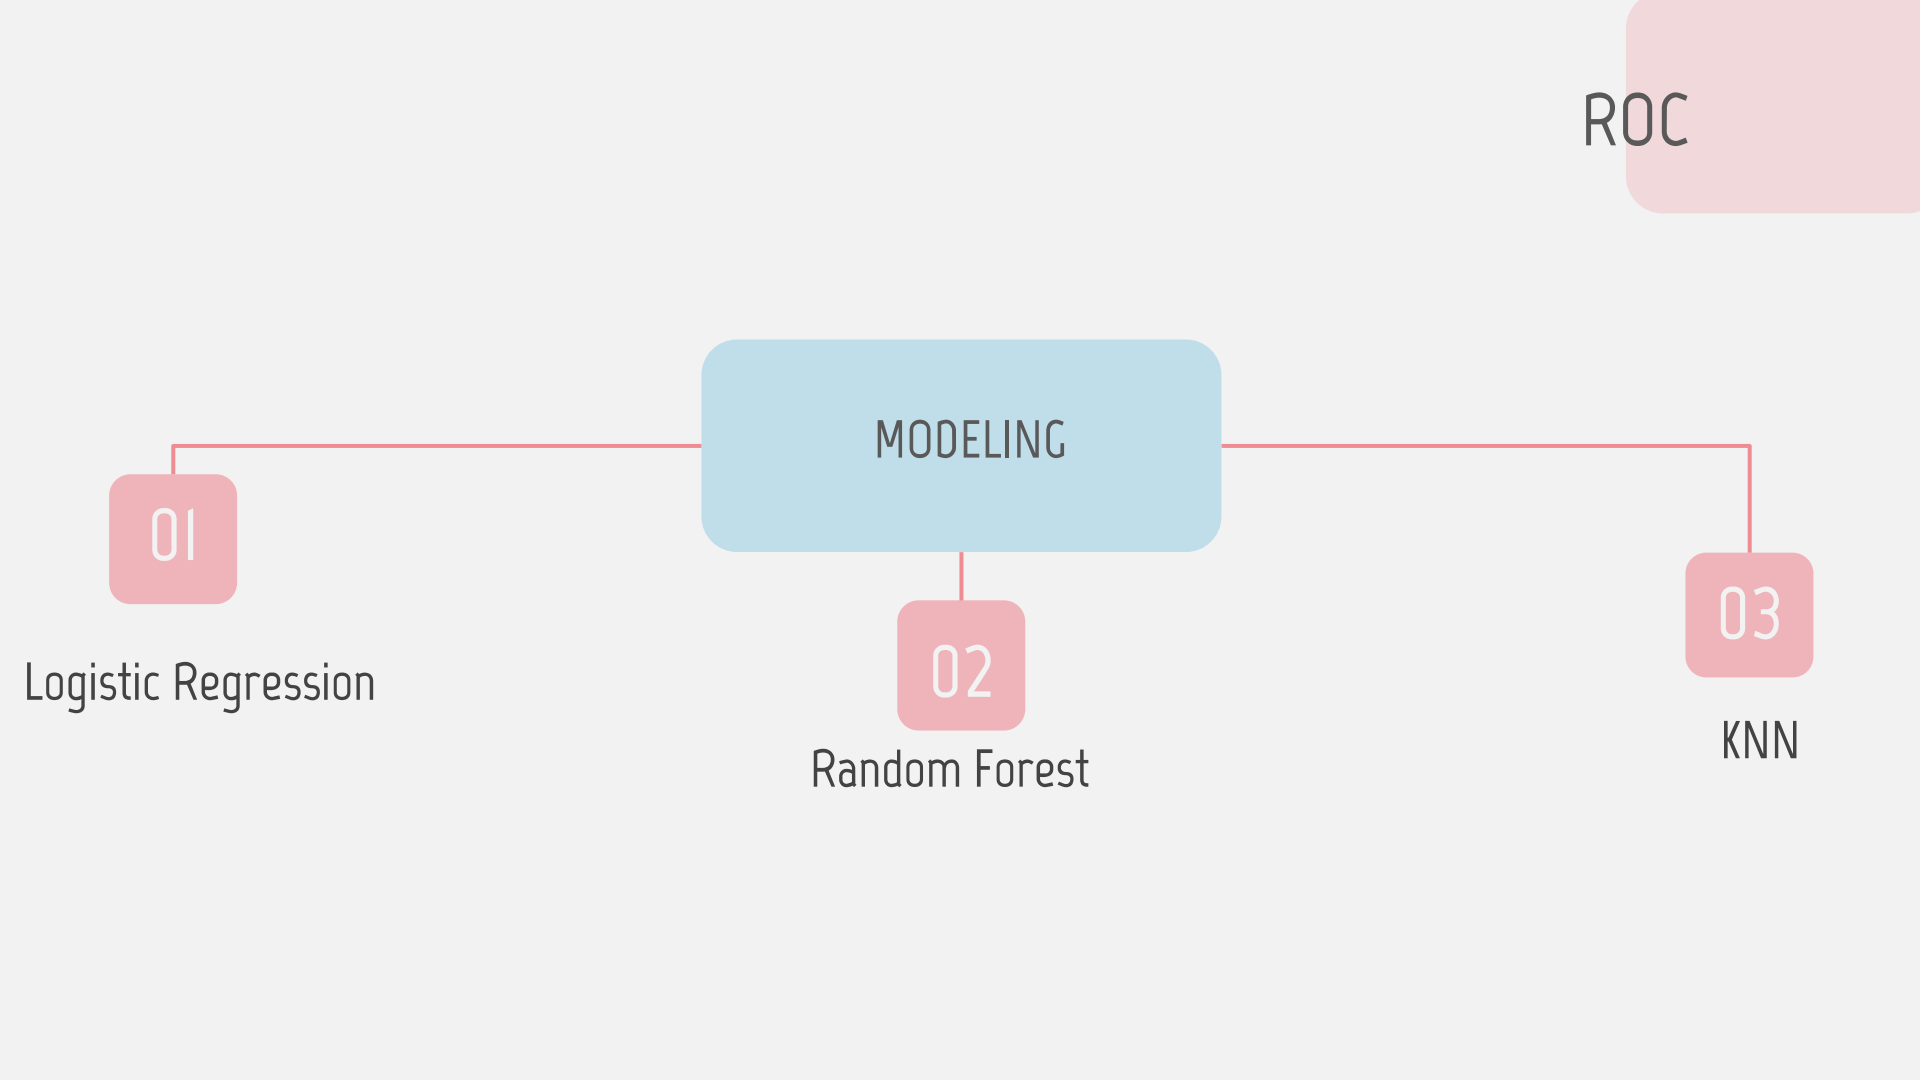 ROC
MODELING
01
Logistic Regression
02
Random Forest
03
KNN